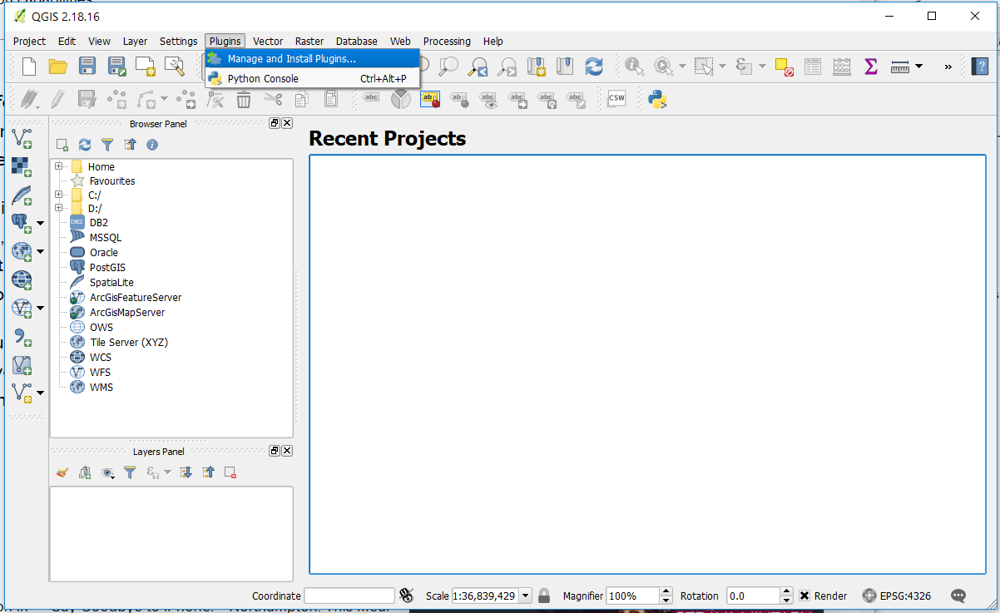 QGIS 2.18.16
Project Edit View Layer Settings Plugins Vector Raster Database Web Processing Help
Manage and Install Plugins...
Python Console Ctrl+Alt+P
abc abc abc abc abc abc abc CSW
Browser Panel
Recent Projects
Home
Favourites
C:/
D:/
DB2 DB2
MSSQL
Oracle
PostGIS
SpatiaLite
ArcGisFeatureServer
ArcGisMapServer
OWS
Tile Server (XYZ)
WCS
WFS
WMS
Layers Panel
Coordinate Scale 1:36,839,429 Magnifier 100% Rotation 0.0 Render EPSG:4326